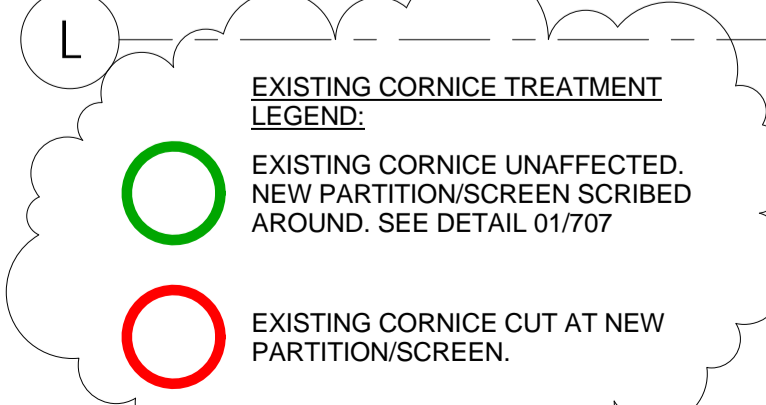 L
EXISTING CORNICE TREATMENT
LEGEND:
EXISTING CORNICE UNAFFECTED.
NEW PARTITION/SCREEN SCRIBED
AROUND. SEE DETAIL 01/707
EXISTING CORNICE CUT AT NEW
PARTITION/SCREEN.